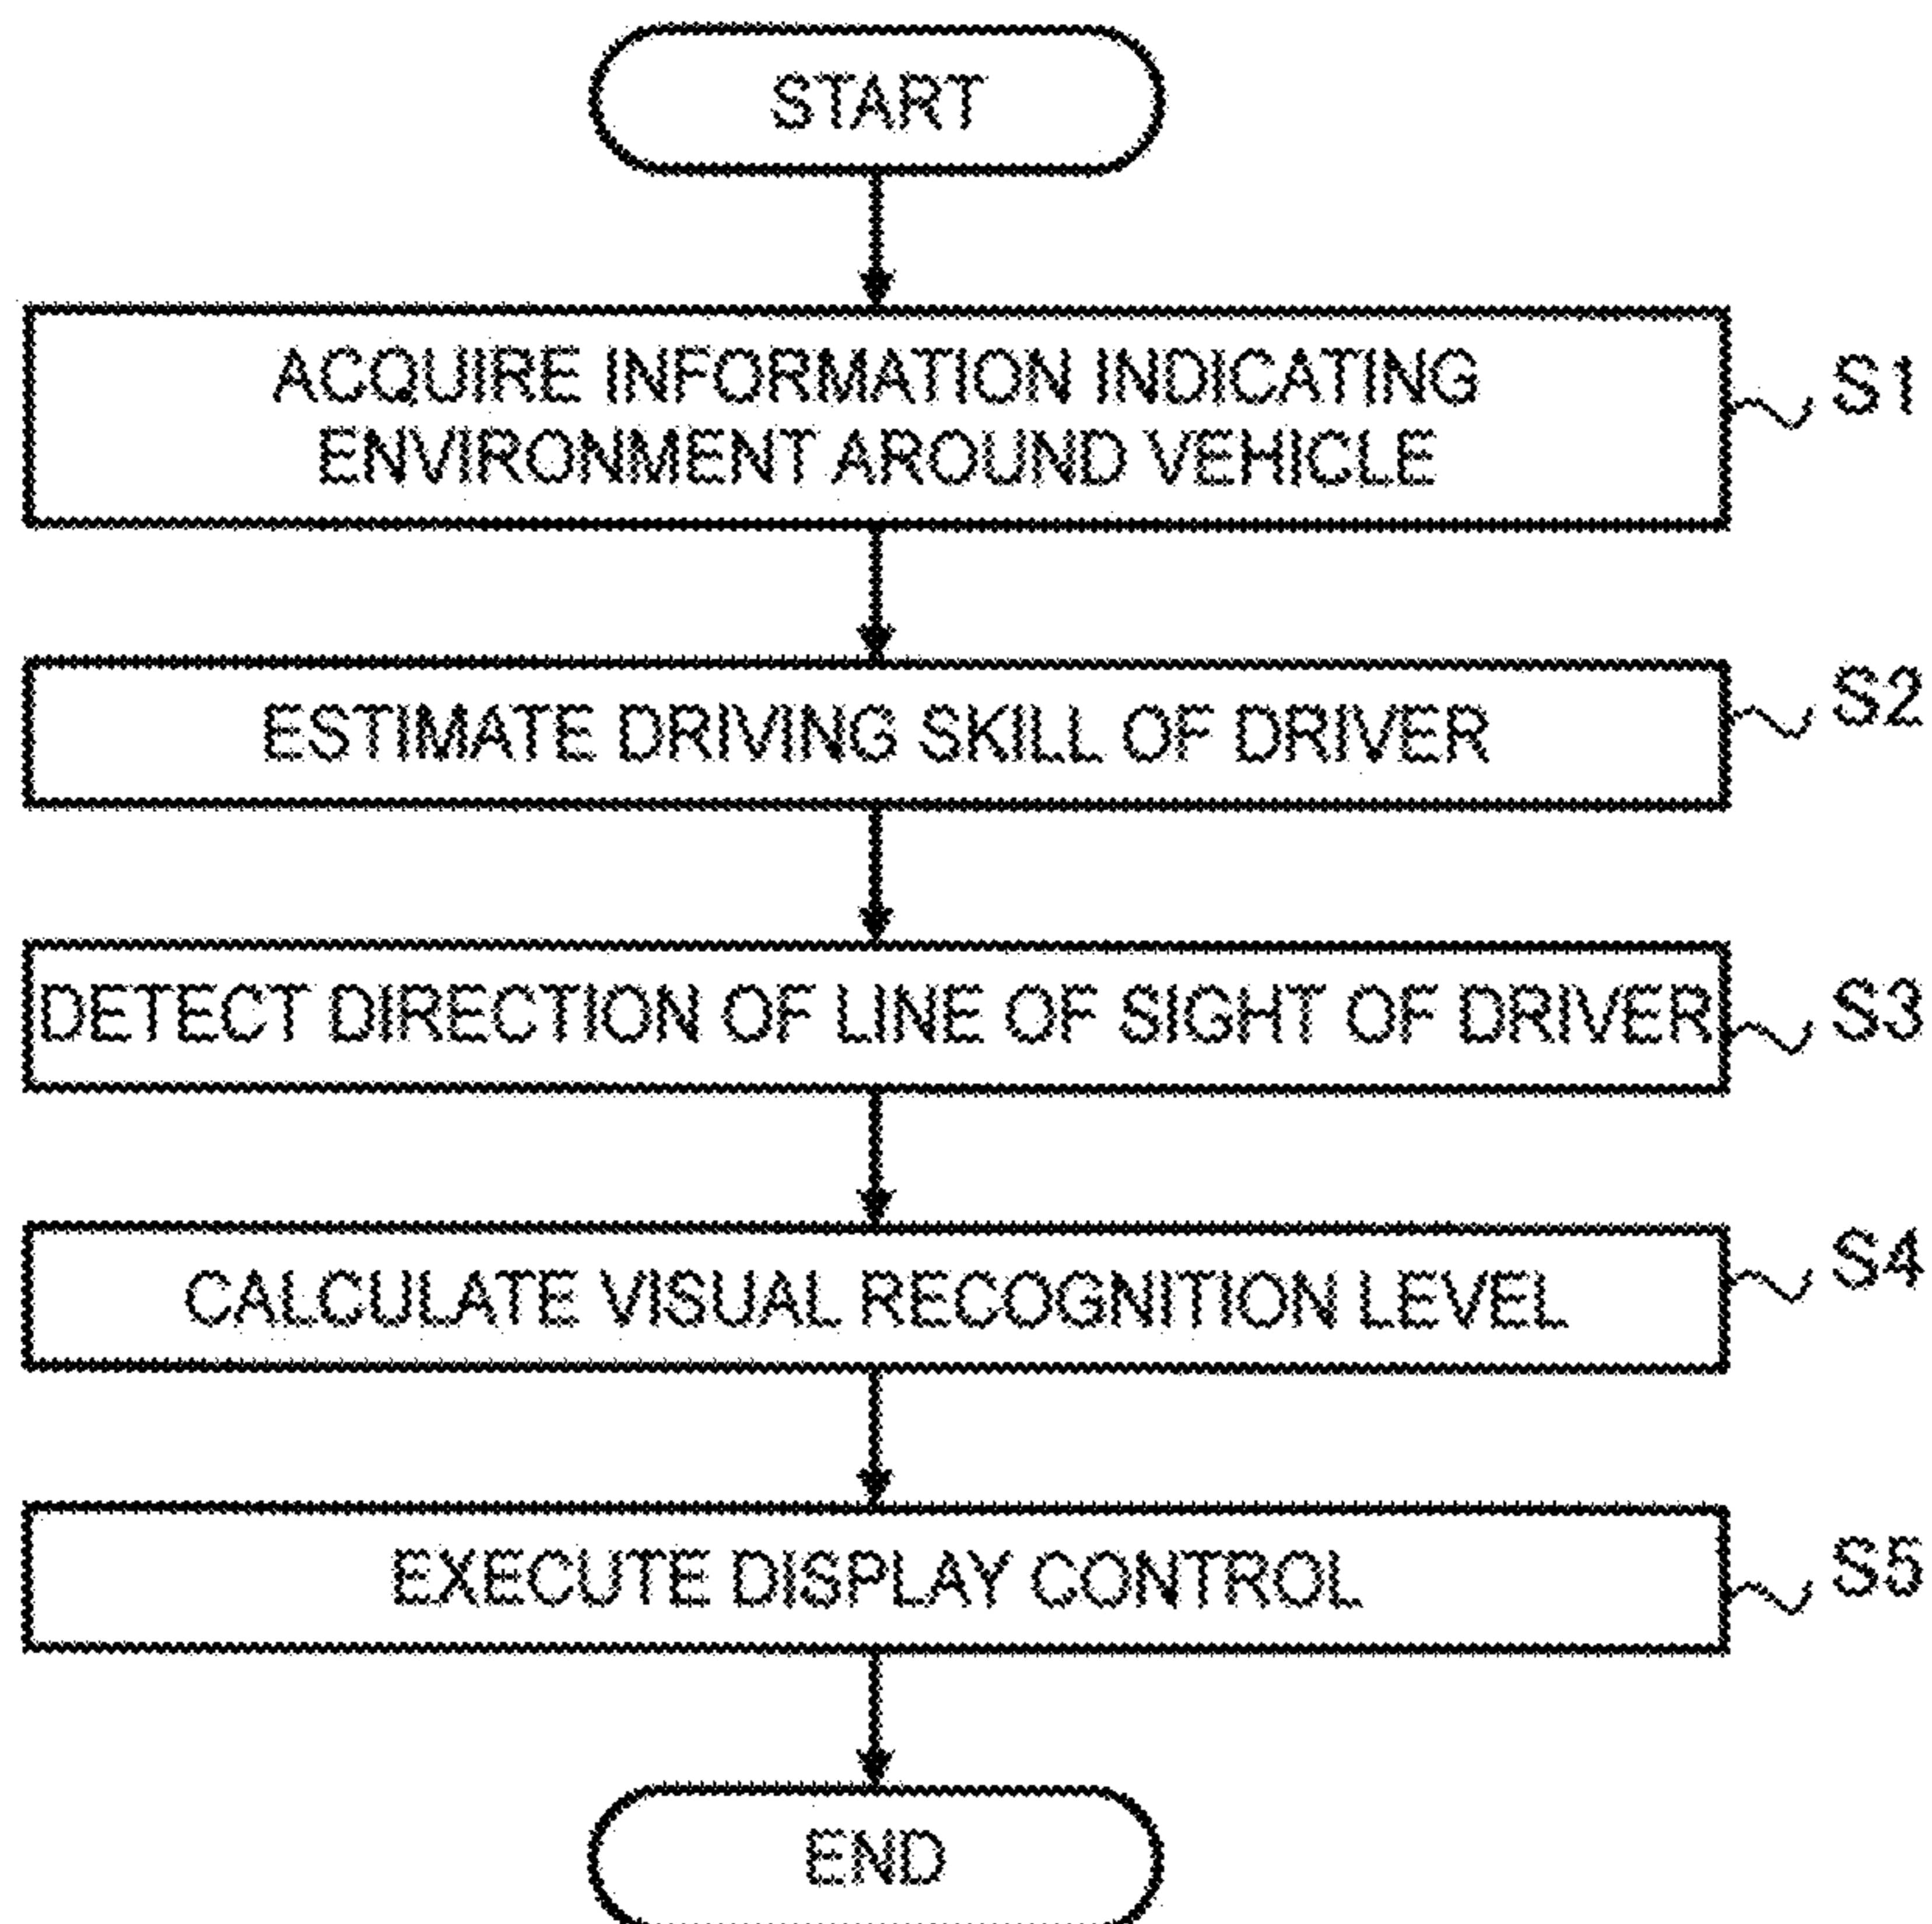 START
ACQUIRE INFORMATION INDICATING
ENVIRONMENT AROUND VEHICLE
S1
ESTIMATE DRIVING SKILL OF DRIVER
S2
DETECT DIRECTION OF LINE OF SIGHT OF DRIVER
S3
CALCULATE VISUAL RECOGNITION LEVEL
S4
EXECUTE DISPLAY CONTROL
S5
END